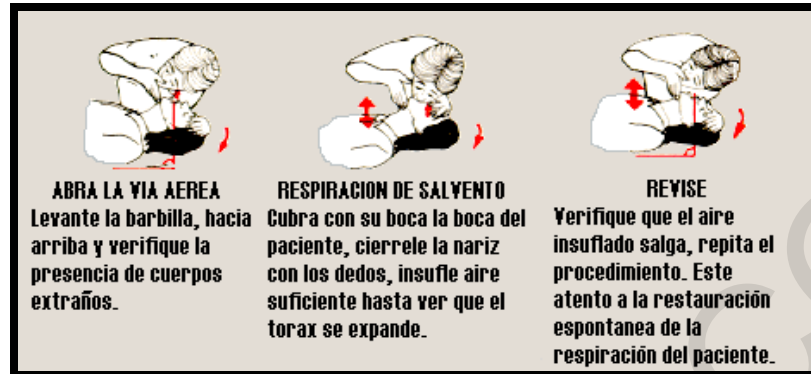 ABRA LA VIA AEREA
Levante la barbilla, hacia
arriba y verifique la
presencia de cuerpos
extraños.
RESPIRACION DE SALVENTO
Cubra con su boca la boca del
paciente, cierrele la nariz
con los dedos, insufle aire
suficiente hasta ver que el
torax se expande.
REVISE
Verifique que el aire
insuflado salga, repita el
procedimiento. Este
atento a la restauración
espontanea de la
respiración del paciente.